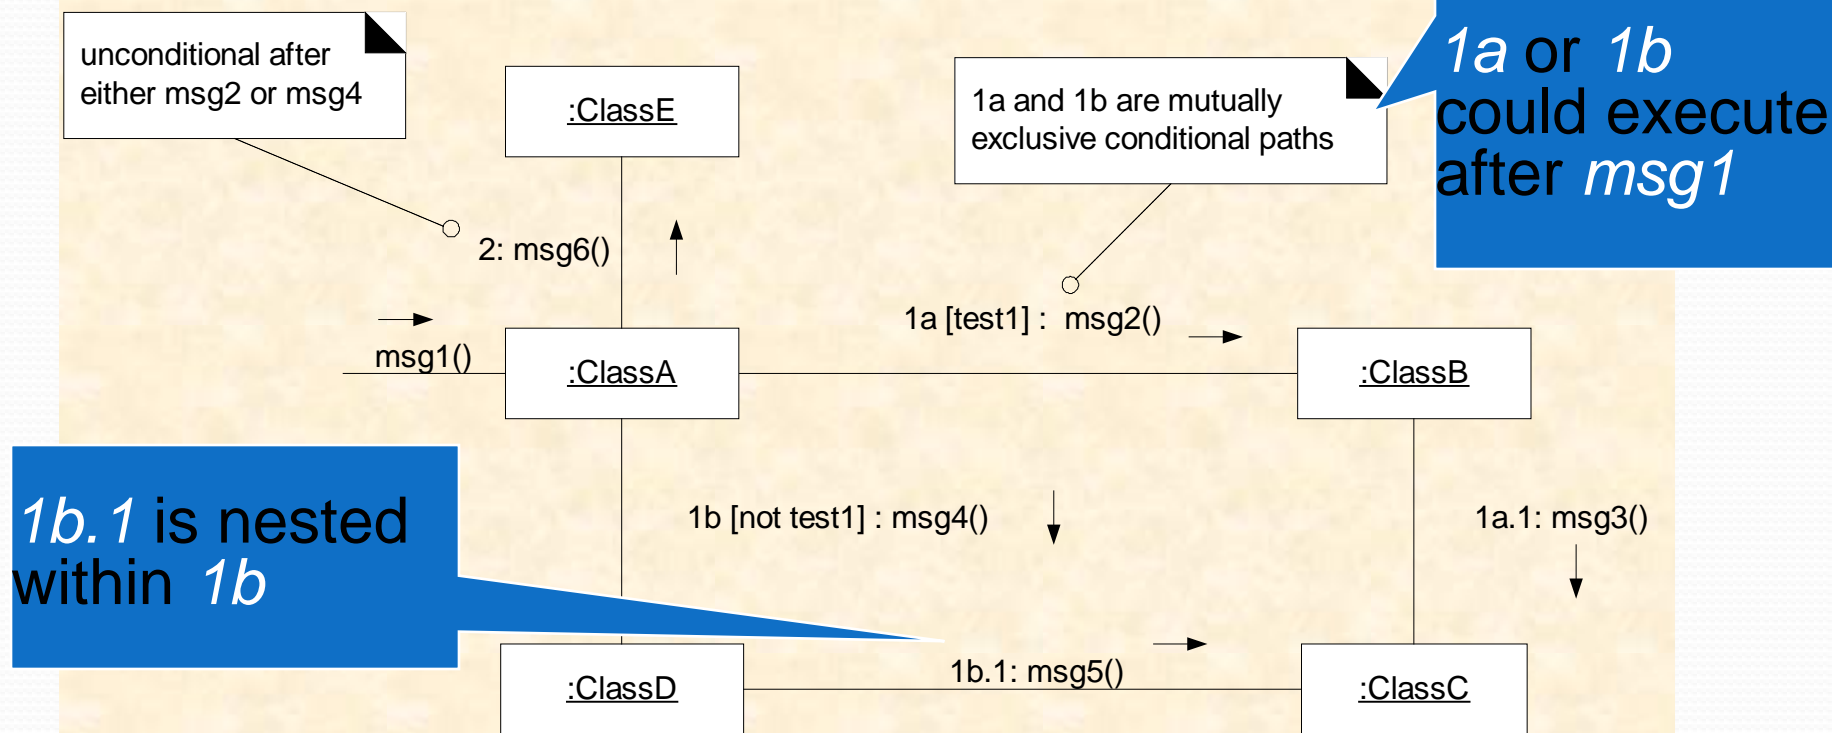 unconditional after
either msg2 or msg4
:ClassE
1a and 1b are mutually
exclusive conditional paths
1a or 1b
could execute
after msg1
2: msg6()
1a [test1] : msg2()
msg1()
:ClassA
:ClassB
1b.1 is nested
within 1b
1b [not test1] : msg4()
1a.1: msg3()
1b.1: msg5()
:ClassD
:ClassC